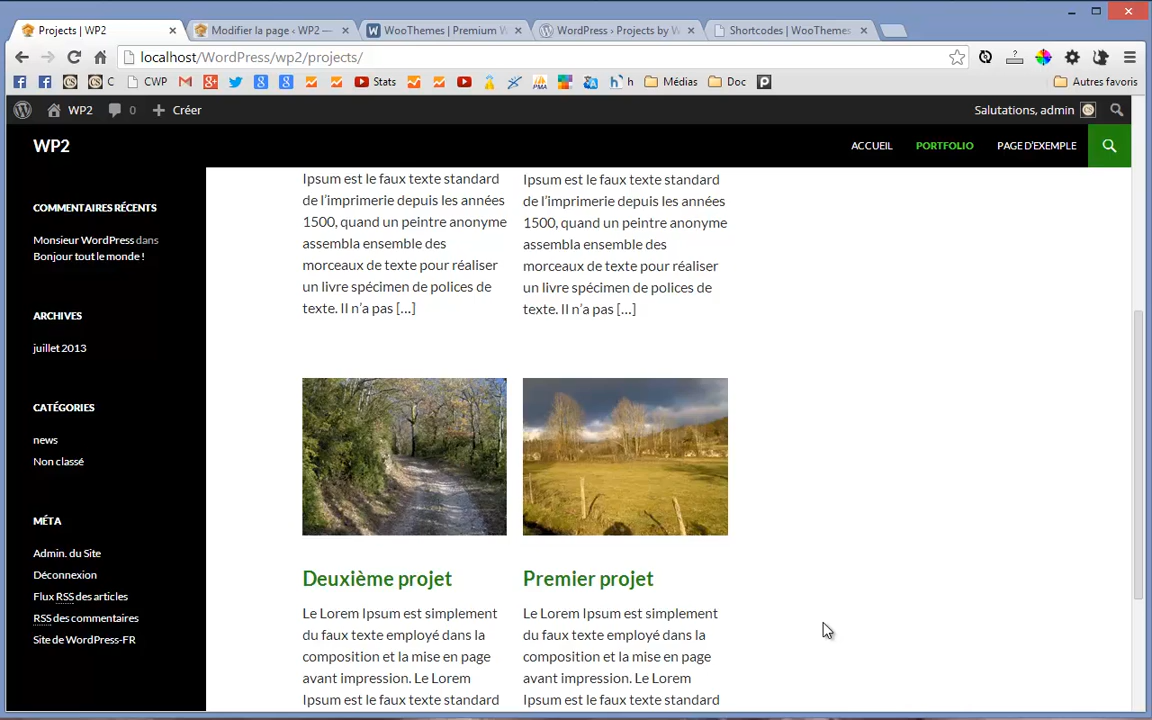 Projects | WP2
Modifier la page ‹ WP2 —
WooThemes | Premium W
WordPress › Projects by W
Shortcodes | WooThemes
localhost/WordPress/wp2/projects/
C
CWP
Stats
h
Médias
Doc
Autres favoris
WP2
0
Créer
Salutations, admin
WP2
ACCUEIL
PORTFOLIO
PAGE D'EXEMPLE
COMMENTAIRES RÉCENTS
Monsieur WordPress dans
Bonjour tout le monde !
ARCHIVES
juillet 2013
CATÉGORIES
news
Non classé
MÉTA
Admin. du Site
Déconnexion
Flux RSS des articles
RSS des commentaires
Site de WordPress-FR
Ipsum est le faux texte standard
de l'imprimerie depuis les années
1500, quand un peintre anonyme
assembla ensemble des
morceaux de texte pour réaliser
un livre spécimen de polices de
texte. Il n'a pas [...]
Ipsum est le faux texte standard
de l'imprimerie depuis les années
1500, quand un peintre anonyme
assembla ensemble des
morceaux de texte pour réaliser
un livre spécimen de polices de
texte. Il n'a pas [...]
Deuxième projet
Le Lorem Ipsum est simplement
du faux texte employé dans la
composition et la mise en page
avant impression. Le Lorem
Ipsum est le faux texte standard
Premier projet
Le Lorem Ipsum est simplement
du faux texte employé dans la
composition et la mise en page
avant impression. Le Lorem
Ipsum est le faux texte standard